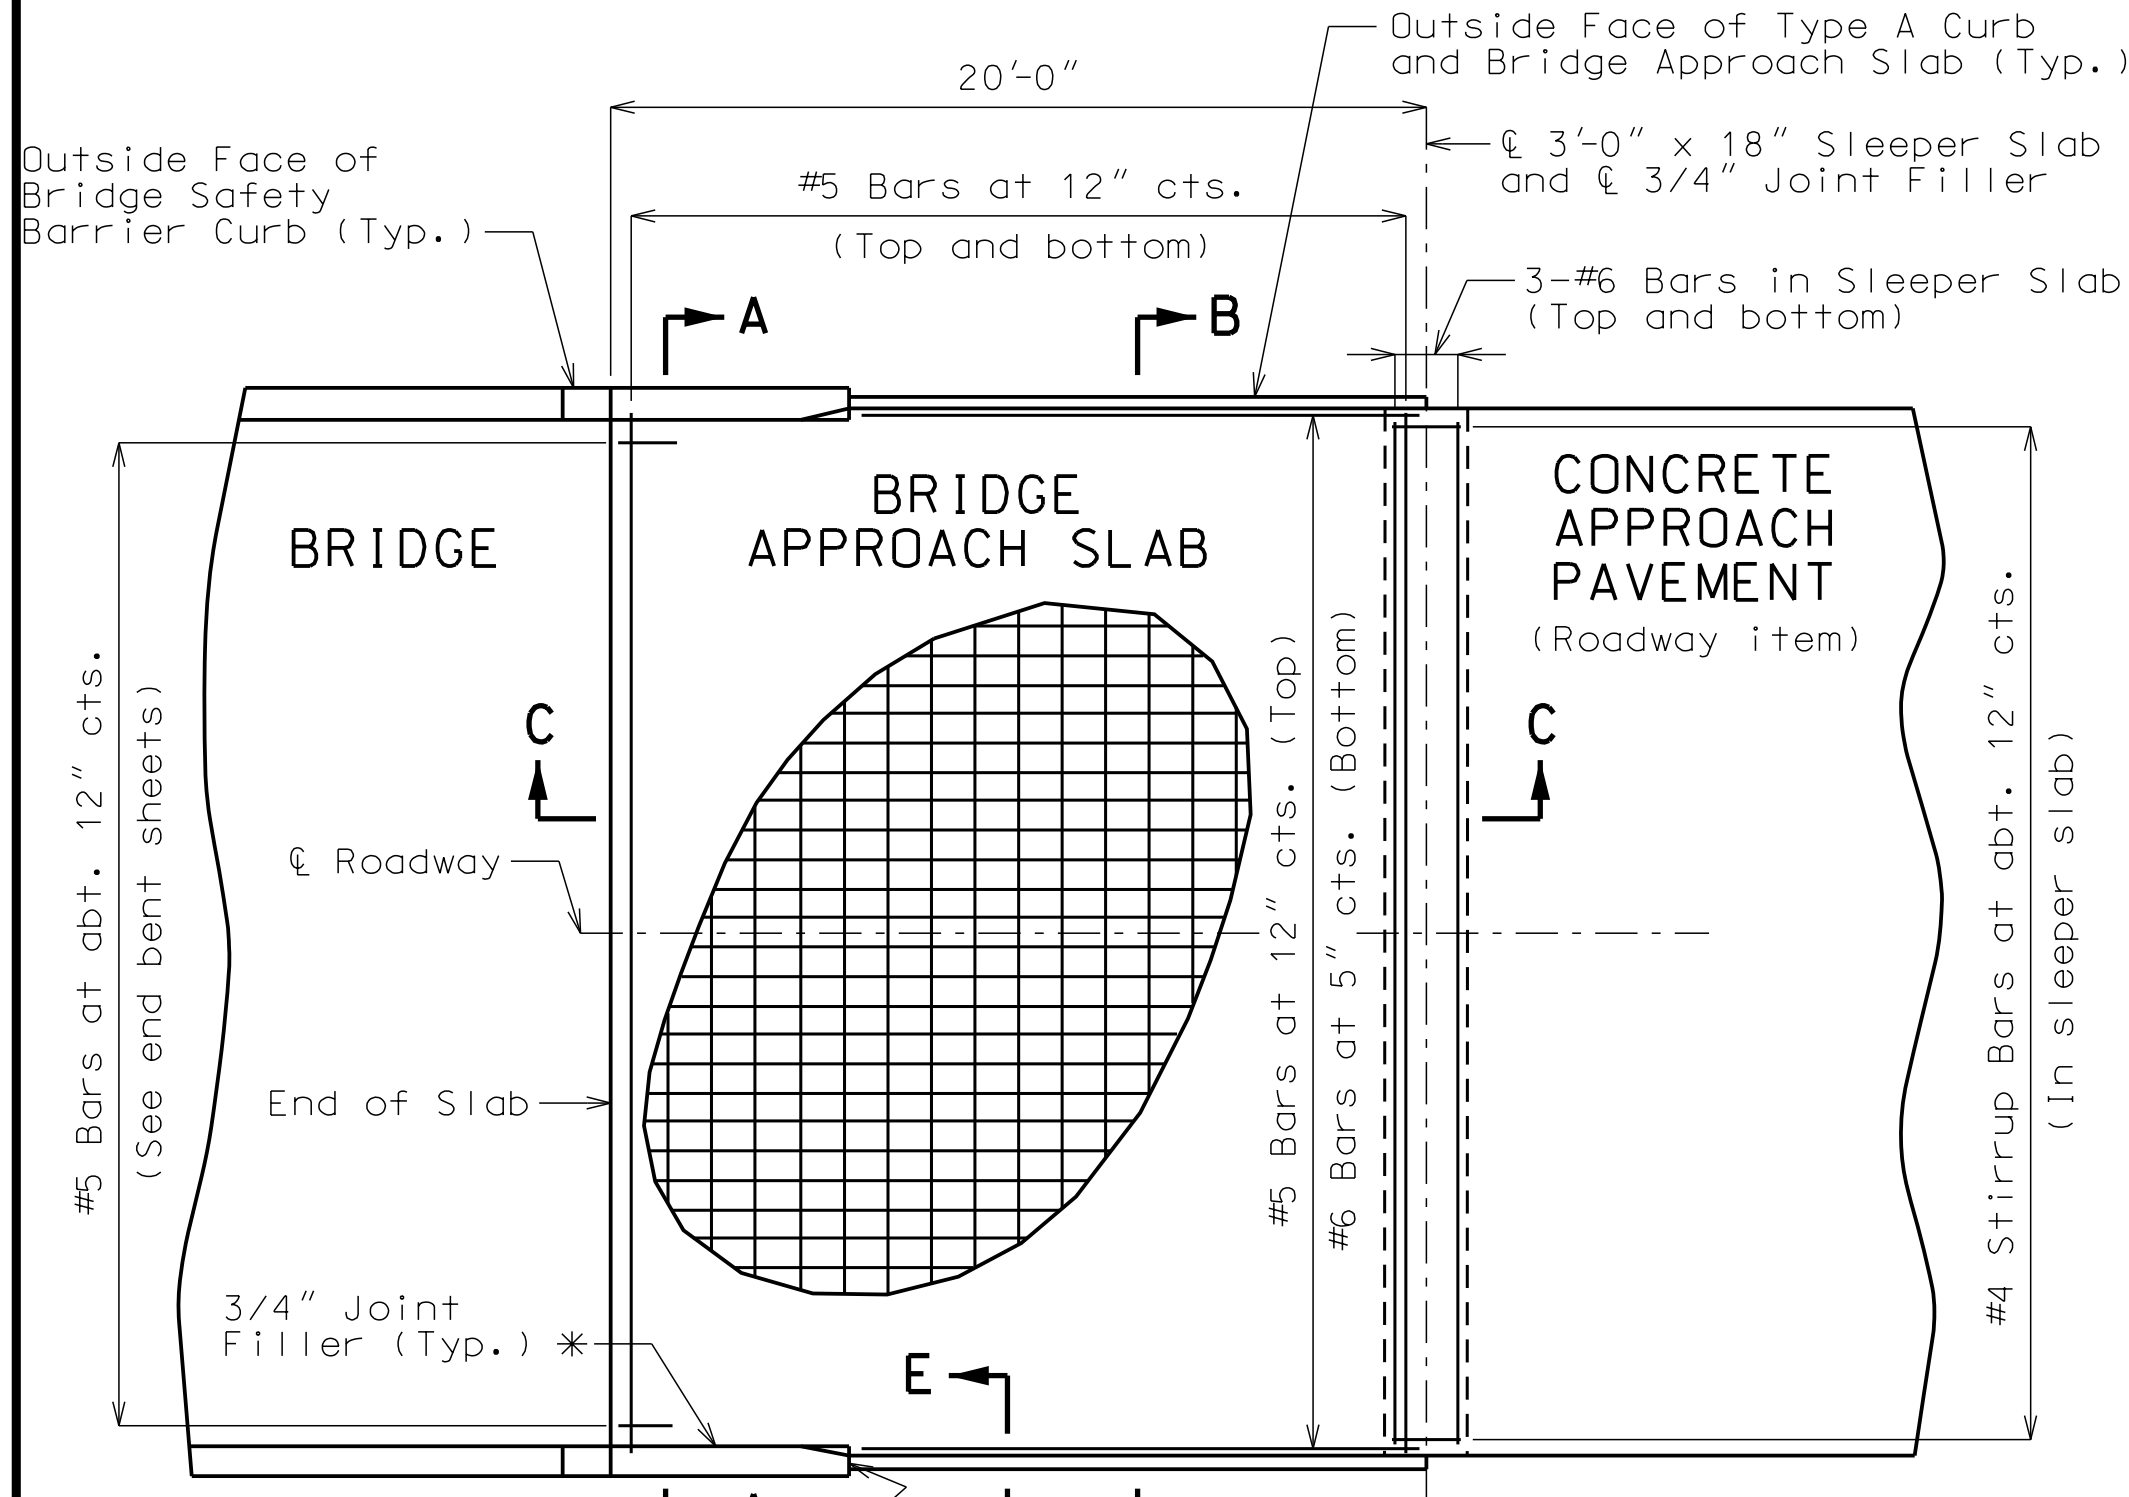 Outside Face of Type A Curb
and Bridge Approach Slab (Typ.)
20'-0"
℄ 3'-0" x 18" Sleeper Slab
and ℄ 3/4" Joint Filler
Outside Face of
Bridge Safety
Barrier Curb (Typ.)
#5 Bars at 12" cts.
(Top and bottom)
3-#6 Bars in Sleeper Slab
(Top and bottom)
A
B
BRIDGE
BRIDGE
APPROACH SLAB
CONCRETE
APPROACH
PAVEMENT
(Roadway item)
#5 Bars at abt. 12" cts.
(See end bent sheets)
C
C
℄ Roadway
#5 Bars at 12" cts. (Top)
#6 Bars at 5" cts. (Bottom)
#4 Stirrup Bars at abt. 12" cts.
(In sleeper slab)
End of Slab
3/4" Joint
Filler (Typ.) *
E